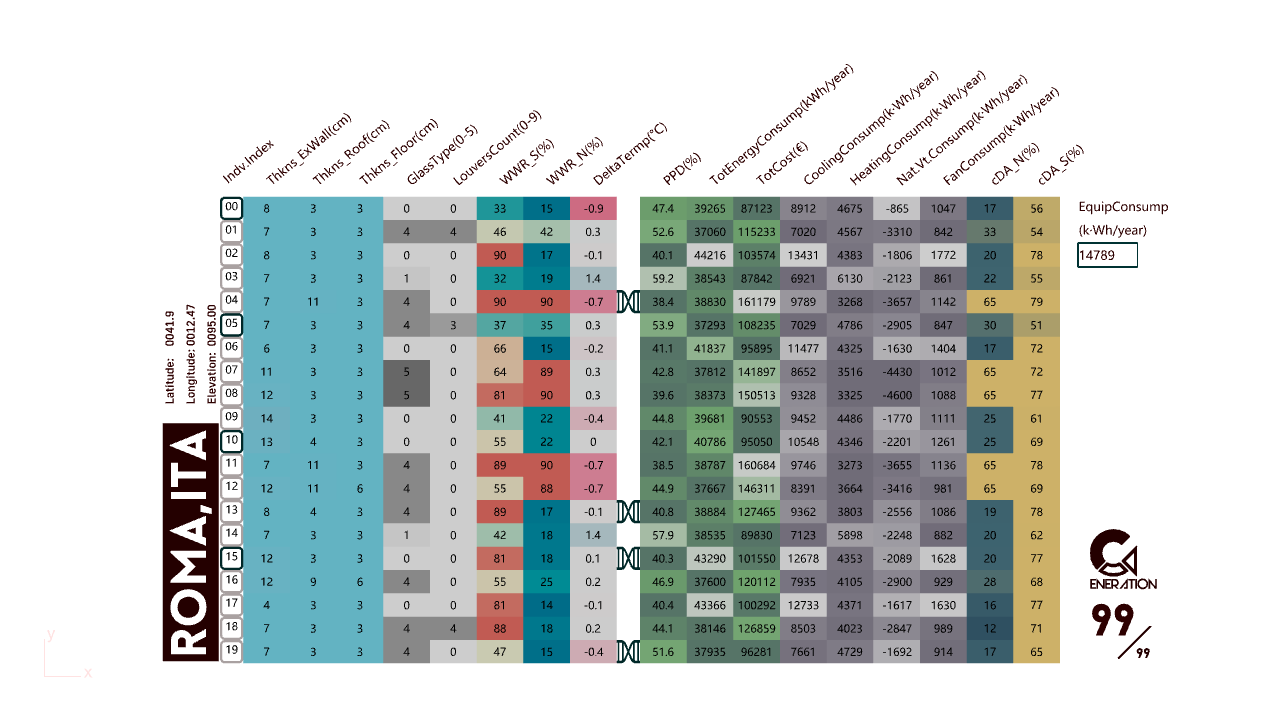 Indv.Index Thkns_ExWall(cm) Thkns_Roof(cm) Thkns_Floor(cm) GlassType(0-5) LouversCount(0-9) WWR_S(%) WWR_N(%) DeltaTermp(°C) PPD(%) TotEnergyConsump(kWh/year) TotCost(€) CoolingConsump(k·Wh/year) HeatingConsump(k·Wh/year) Nat.Vt.Consump(k·Wh/year) FanConsump(k·Wh/year) cDA_N(%) cDA_S(%)
00 8 3 3 0 0 33 15 -0.9 47.4 39265 87123 8912 4675 -865 1047 17 56
01 7 3 3 4 4 46 42 0.3 52.6 37060 115233 7020 4567 -3310 842 33 54
02 8 3 3 0 0 90 17 -0.1 40.1 44216 103574 13431 4383 -1806 1772 20 78
03 7 3 3 1 0 32 19 1.4 59.2 38543 87842 6921 6130 -2123 861 22 55
04 7 11 3 4 0 90 90 -0.7 38.4 38830 161179 9789 3268 -3657 1142 65 79
05 7 3 3 4 3 37 35 0.3 53.9 37293 108235 7029 4786 -2905 847 30 51
06 6 3 3 0 0 66 15 -0.2 41.1 41837 95895 11477 4325 -1630 1404 17 72
07 11 3 3 5 0 64 89 0.3 42.8 37812 141897 8652 3516 -4430 1012 65 72
08 12 3 3 5 0 81 90 0.3 39.6 38373 150513 9328 3325 -4600 1088 65 77
09 14 3 3 0 0 41 22 -0.4 44.8 39681 90553 9452 4486 -1770 1111 25 61
10 13 4 3 0 0 55 22 0 42.1 40786 95050 10548 4346 -2201 1261 25 69
11 7 11 3 4 0 89 90 -0.7 38.5 38787 160684 9746 3273 -3655 1136 65 78
12 12 11 6 4 0 55 88 -0.7 44.9 37667 146311 8391 3664 -3416 981 65 69
13 8 4 3 4 0 89 17 -0.1 40.8 38884 127465 9362 3803 -2556 1086 19 78
14 7 3 3 1 0 42 18 1.4 57.9 38535 89830 7123 5898 -2248 882 20 62
15 12 3 3 0 0 81 18 0.1 40.3 43290 101550 12678 4353 -2089 1628 20 77
16 12 9 6 4 0 55 25 0.2 46.9 37600 120112 7935 4105 -2900 929 28 68
17 4 3 3 0 0 81 14 -0.1 40.4 43366 100292 12733 4371 -1617 1630 16 77
18 7 3 3 4 4 88 18 0.2 44.1 38146 126859 8503 4023 -2847 989 12 71
19 7 3 3 4 0 47 15 -0.4 51.6 37935 96281 7661 4729 -1692 914 17 65
Latitude: 0041.9
Longitude: 0012.47
Elevation: 0095.00
ROMA,ITA
EquipConsump
(k·Wh/year)
14789
ENERATION
99/99
y
x